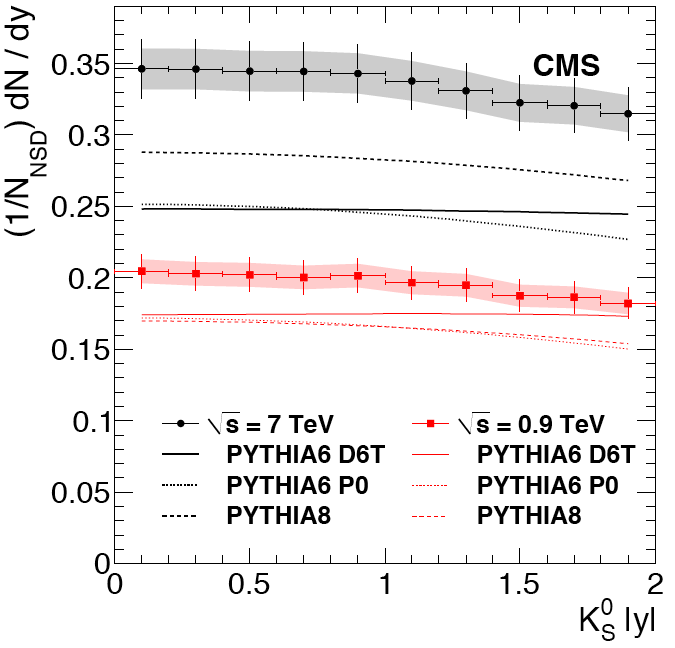 (1/N_NSD) dN / dy
0.35
0.3
0.25
0.2
0.15
0.1
0.05
0
CMS
√s = 7 TeV
PYTHIA6 D6T
PYTHIA6 P0
PYTHIA8
√s = 0.9 TeV
PYTHIA6 D6T
PYTHIA6 P0
PYTHIA8
0 0.5 1 1.5 2
K⁰_S |y|